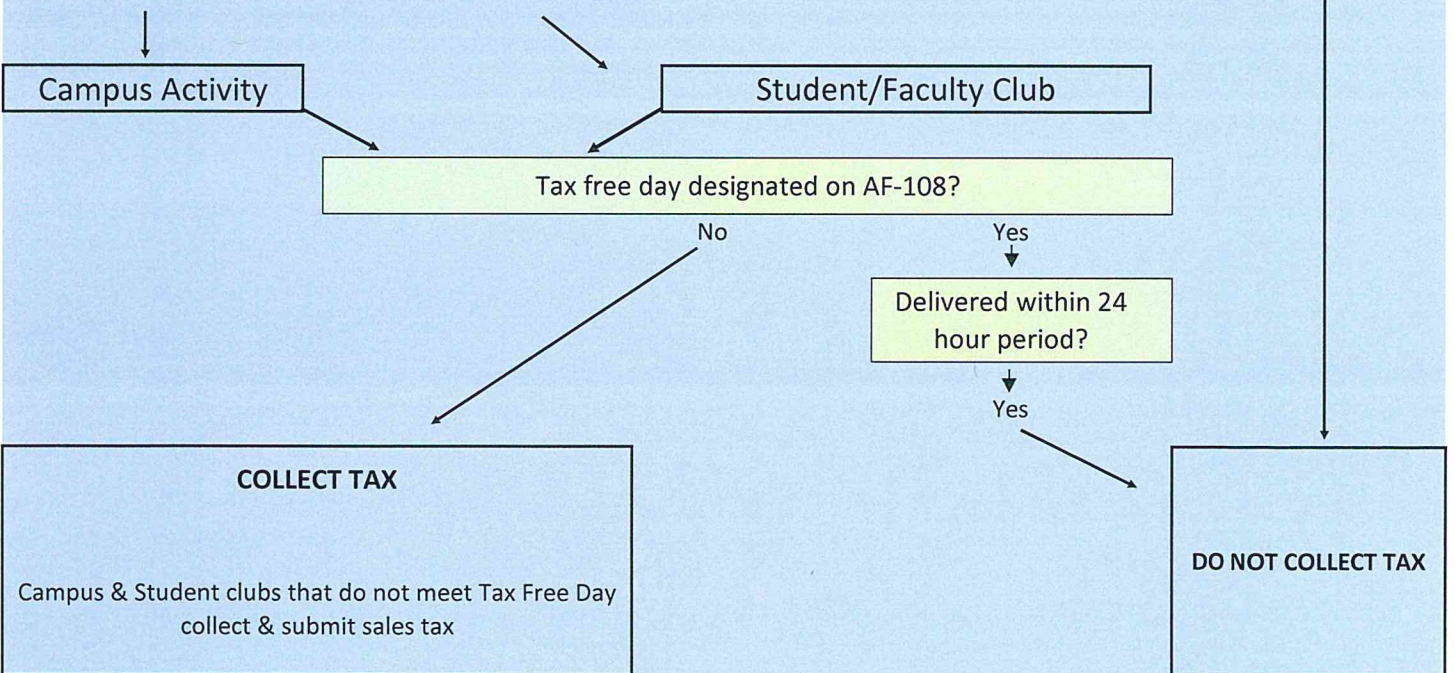 Campus Activity
Student/Faculty Club
Tax free day designated on AF-108?
No
Yes
Delivered within 24
hour period?
Yes
COLLECT TAX
Campus & Student clubs that do not meet Tax Free Day
collect & submit sales tax
DO NOT COLLECT TAX